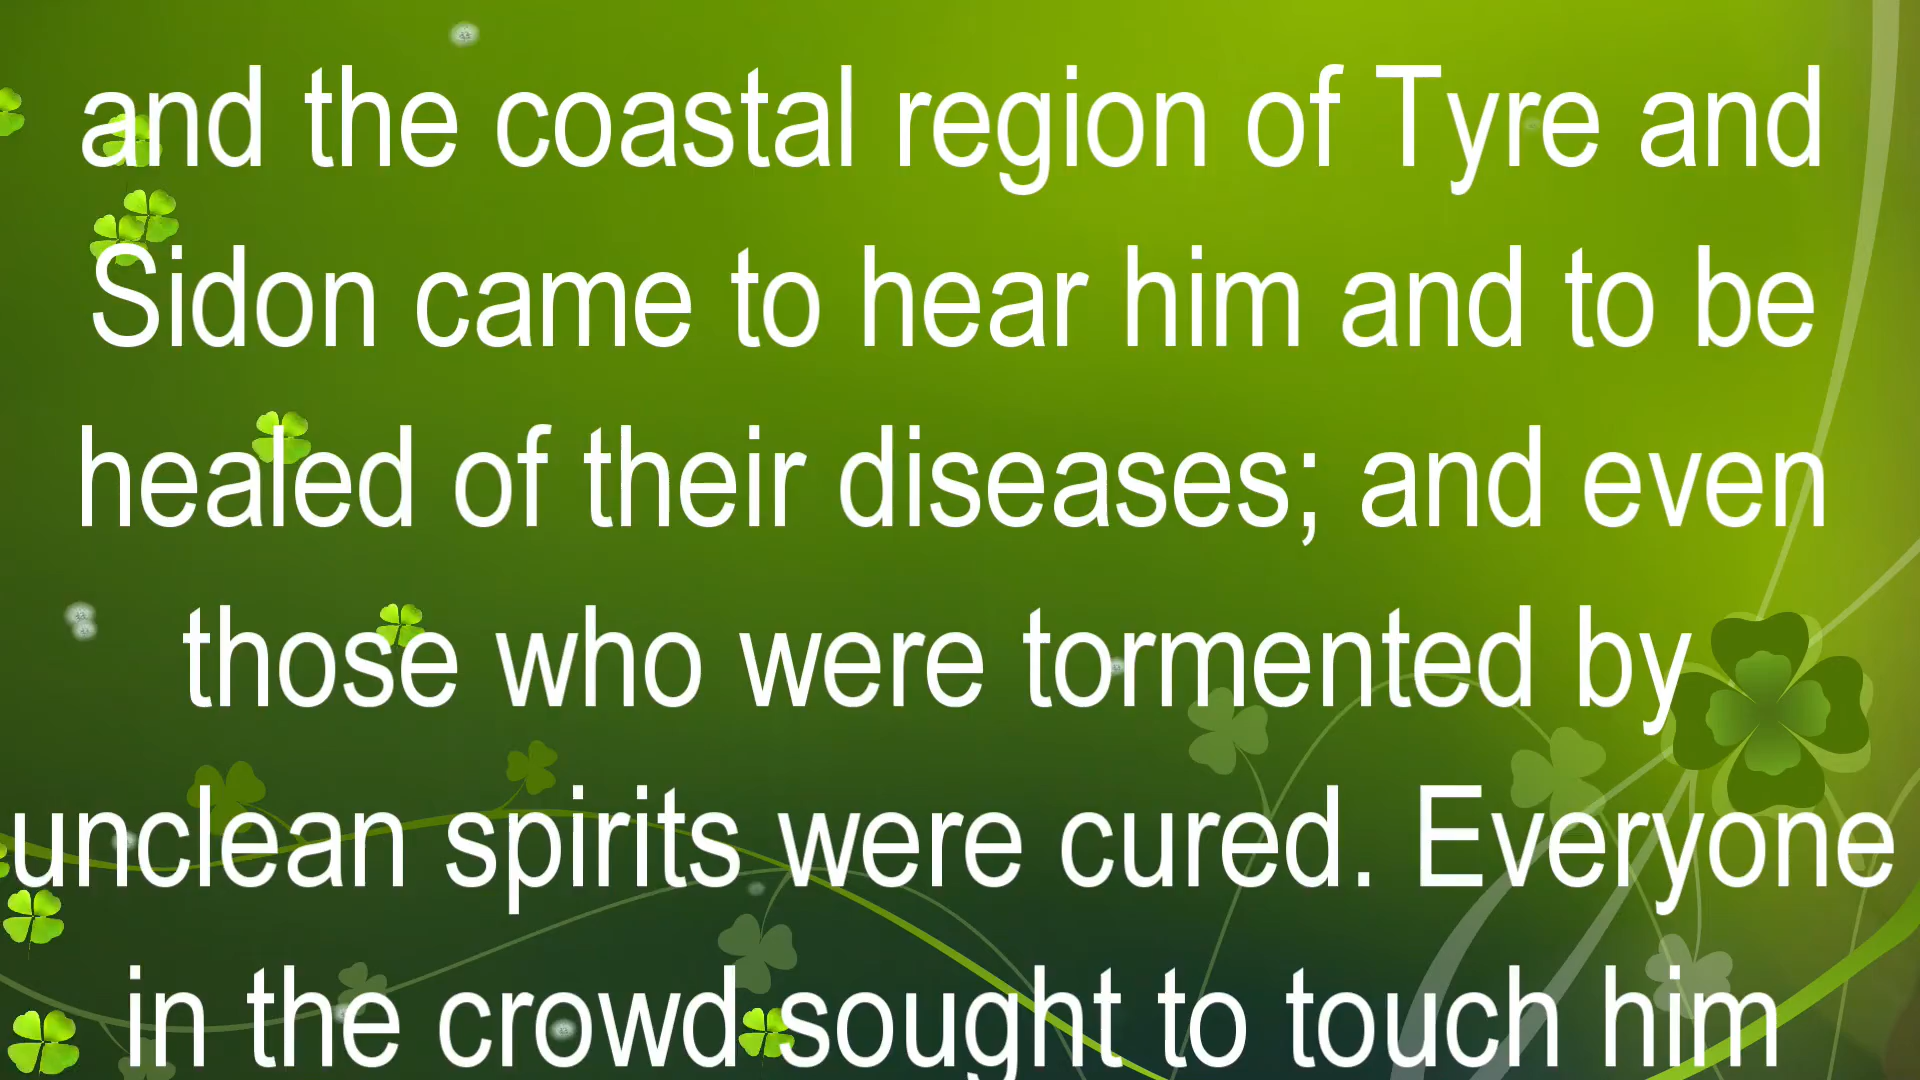 and the coastal region of Tyre and
Sidon came to hear him and to be
healed of their diseases; and even
those who were tormented by
unclean spirits were cured. Everyone
in the crowd sought to touch him